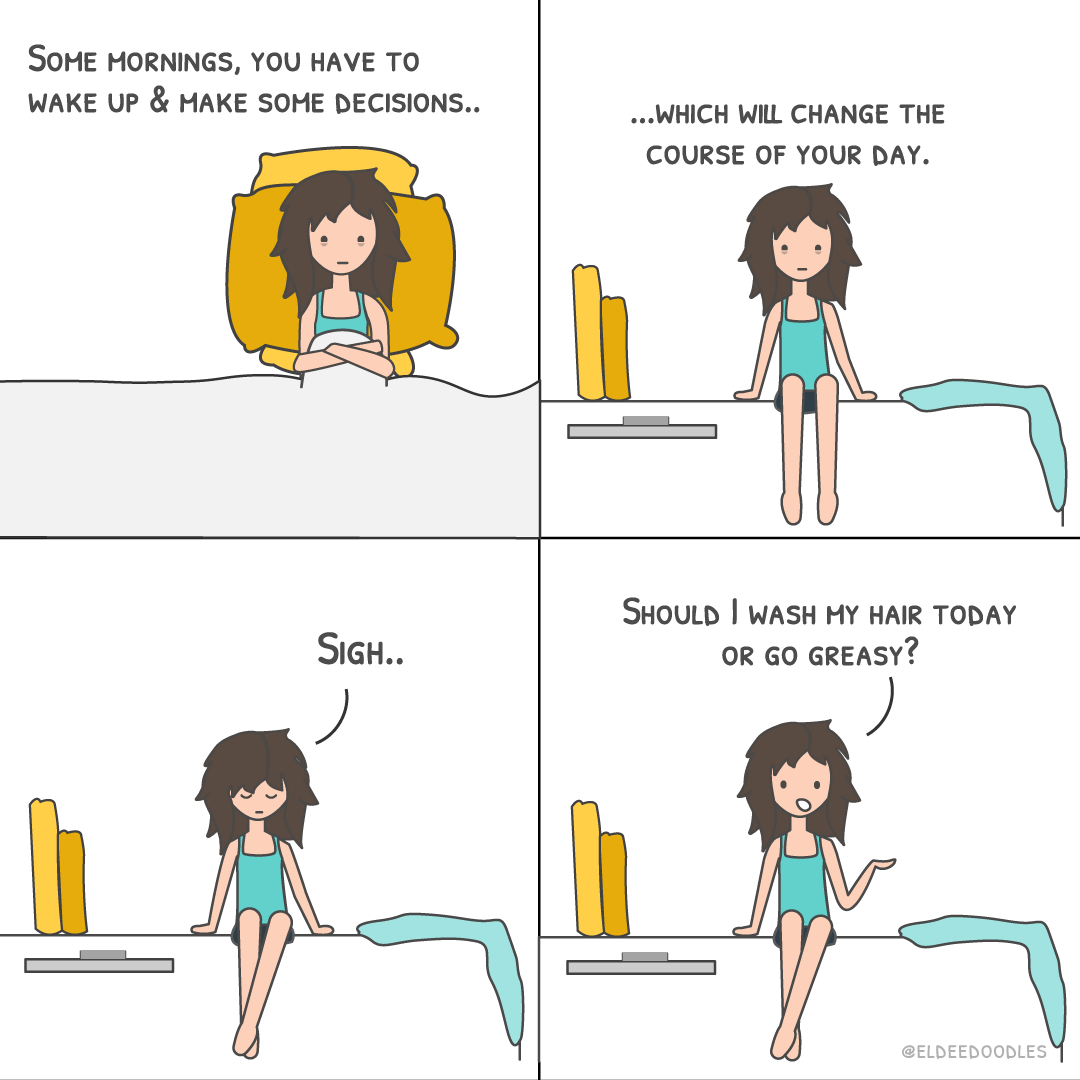 Some mornings, you have to
wake up & make some decisions..
...which will change the
course of your day.
Sigh..
Should I wash my hair today
or go greasy?
@ELDEEDOODLES